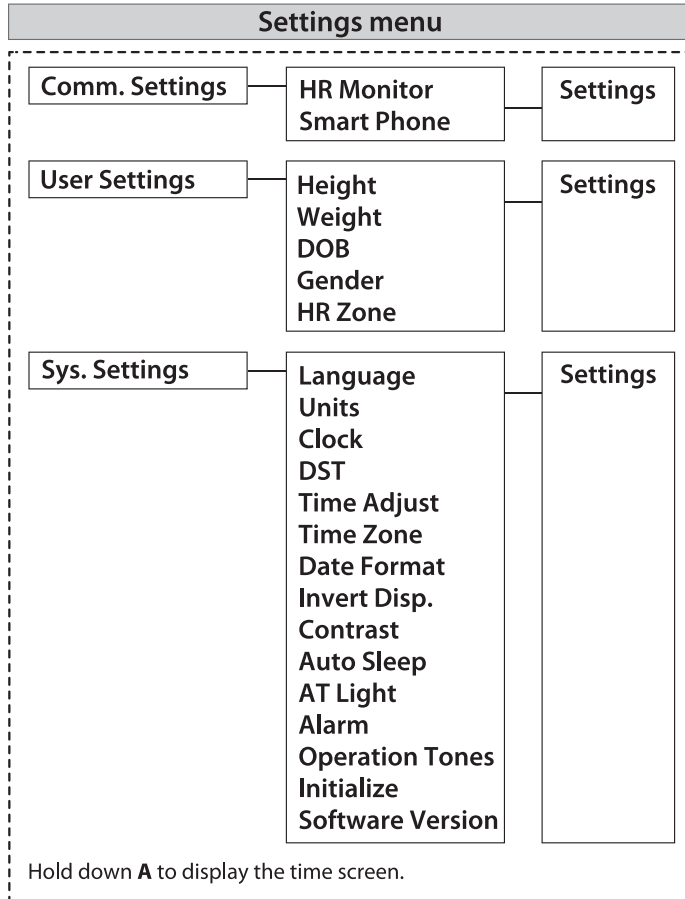 Settings menu
Comm. Settings
HR Monitor
Smart Phone
Settings
User Settings
Height
Weight
DOB
Gender
HR Zone
Settings
Sys. Settings
Language
Units
Clock
DST
Time Adjust
Time Zone
Date Format
Invert Disp.
Contrast
Auto Sleep
AT Light
Alarm
Operation Tones
Initialize
Software Version
Settings
Hold down A to display the time screen.